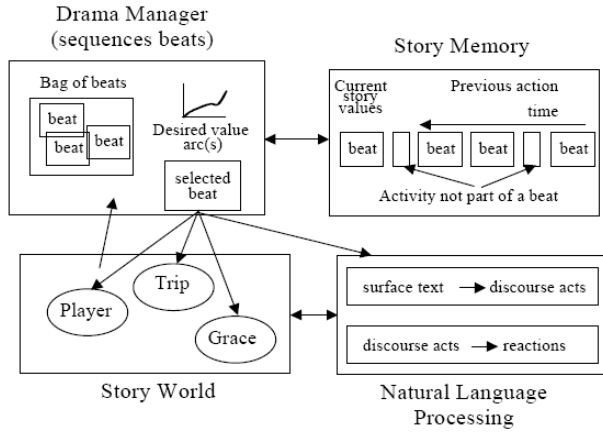 Drama Manager
(sequences beats)
Bag of beats
beat
beat
beat
Desired value
arc(s)
selected
beat
Story Memory
Current
story
values
Previous action
time
beat
beat
beat
beat
Activity not part of a beat
Player
Trip
Grace
Story World
surface text
discourse acts
discourse acts
reactions
Natural Language
Processing